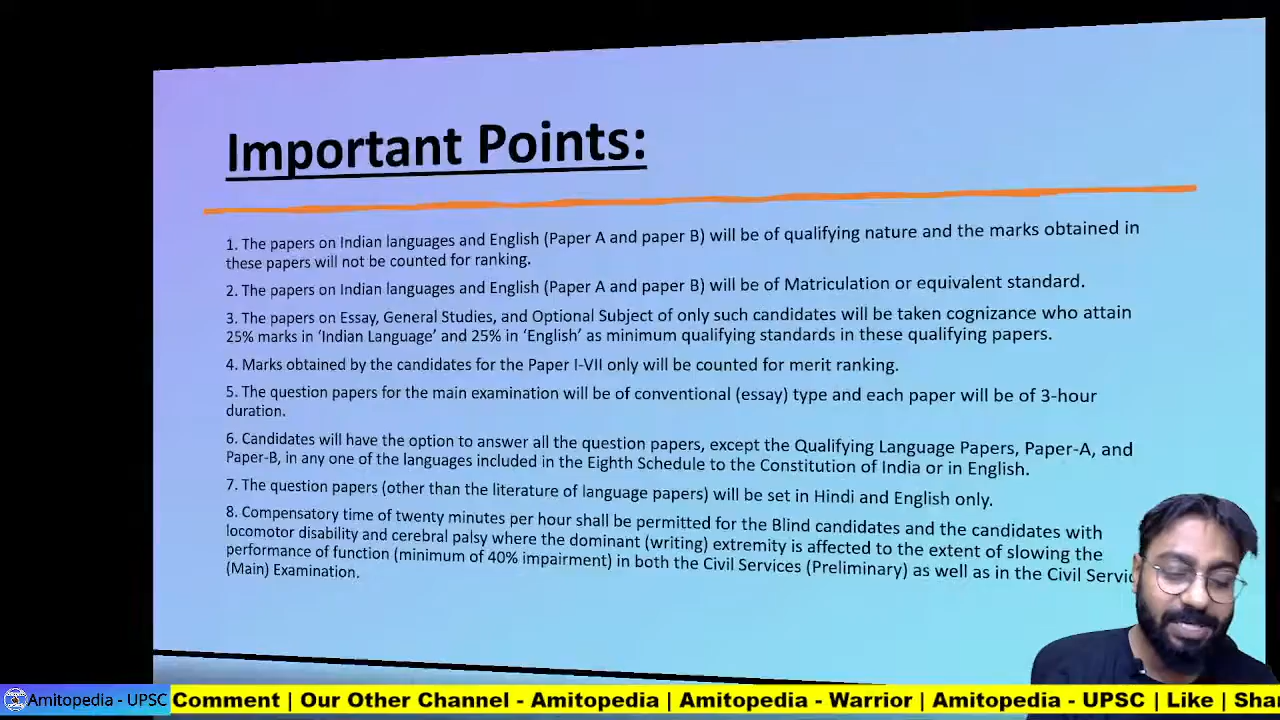 Important Points:
1. The papers on Indian languages and English (Paper A and paper B) will be of qualifying nature and the marks obtained in
these papers will not be counted for ranking.
2. The papers on Indian languages and English (Paper A and paper B) will be of Matriculation or equivalent standard.
3. The papers on Essay, General Studies, and Optional Subject of only such candidates will be taken cognizance who attain
25% marks in ‘Indian Language’ and 25% in ‘English’ as minimum qualifying standards in these qualifying papers.
4. Marks obtained by the candidates for the Paper I-VII only will be counted for merit ranking.
5. The question papers for the main examination will be of conventional (essay) type and each paper will be of 3-hour
duration.
6. Candidates will have the option to answer all the question papers, except the Qualifying Language Papers, Paper-A, and
Paper-B, in any one of the languages included in the Eighth Schedule to the Constitution of India or in English.
7. The question papers (other than the literature of language papers) will be set in Hindi and English only.
8. Compensatory time of twenty minutes per hour shall be permitted for the Blind candidates and the candidates with
locomotor disability and cerebral palsy where the dominant (writing) extremity is affected to the extent of slowing the
performance of function (minimum of 40% impairment) in both the Civil Services (Preliminary) as well as in the Civil Servic
(Main) Examination.
Amitopedia - UPSC Comment | Our Other Channel - Amitopedia | Amitopedia - Warrior | Amitopedia - UPSC | Like | Shar